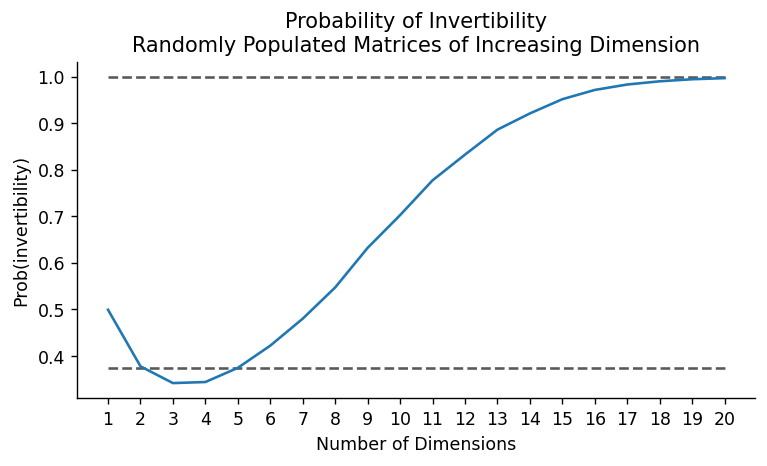 Probability of Invertibility
Randomly Populated Matrices of Increasing Dimension
Prob(invertibility)
1.0
0.9
0.8
0.7
0.6
0.5
0.4
1 2 3 4 5 6 7 8 9 10 11 12 13 14 15 16 17 18 19 20
Number of Dimensions